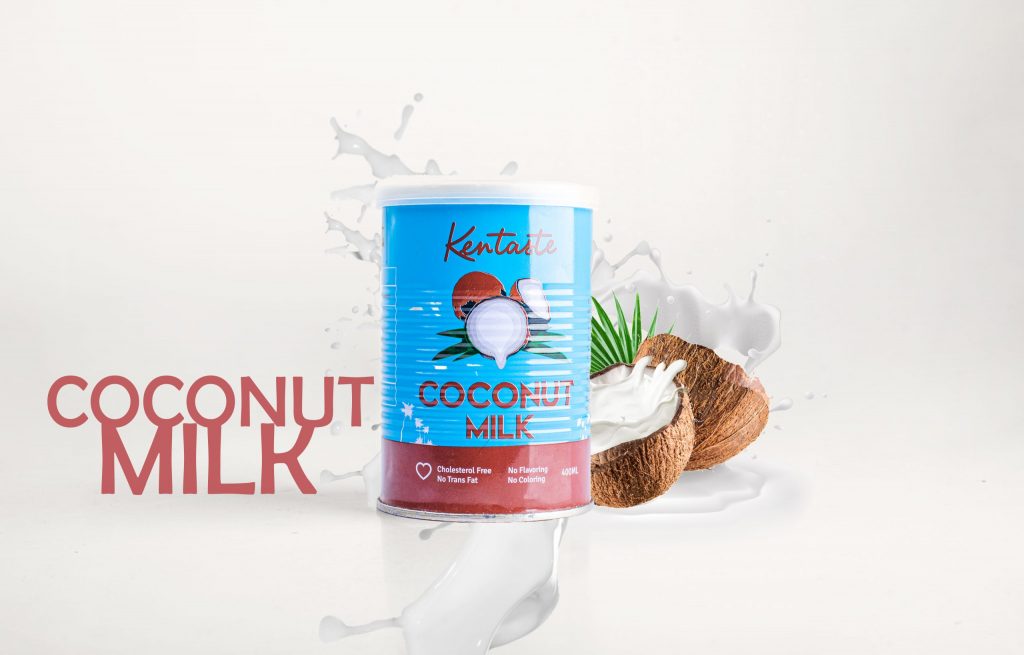 COCONUT
MILK
Kentaste
COCONUT
MILK
Cholesterol Free
No Trans Fat
No Flavoring
No Coloring
400ML